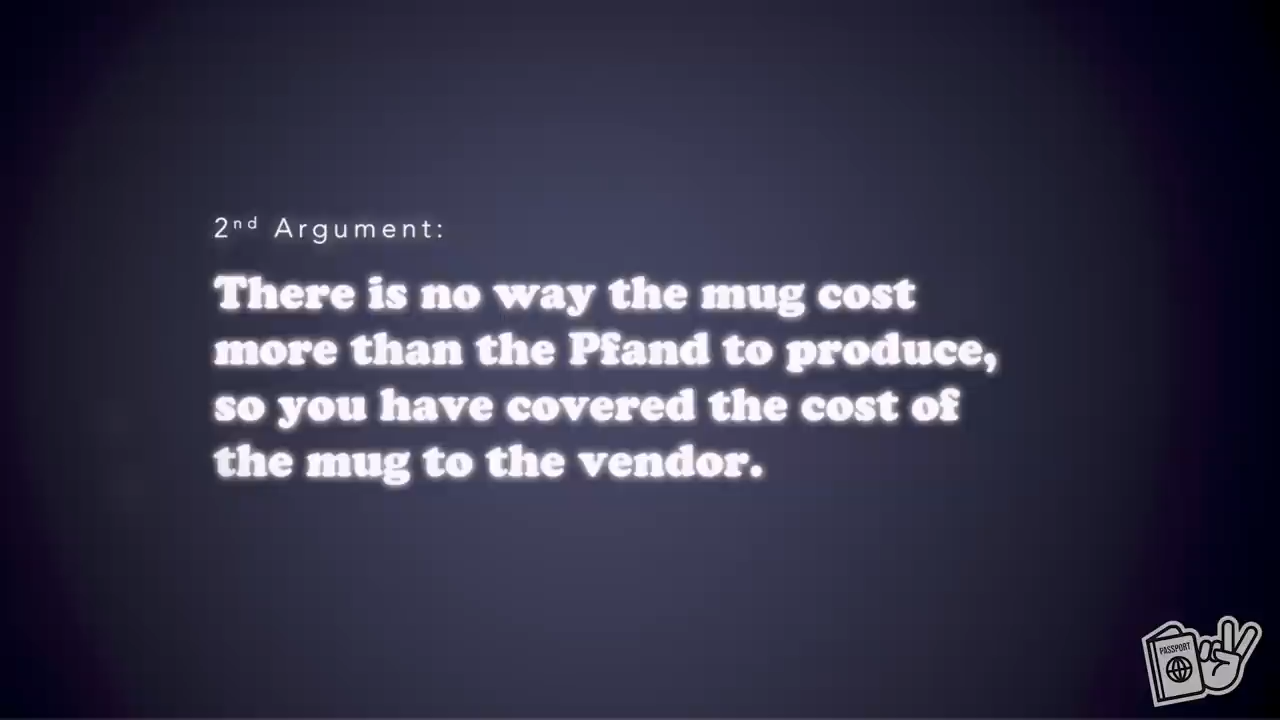 2nd Argument:
There is no way the mug cost
more than the Pfand to produce,
so you have covered the cost of
the mug to the vendor.
PASSPORT